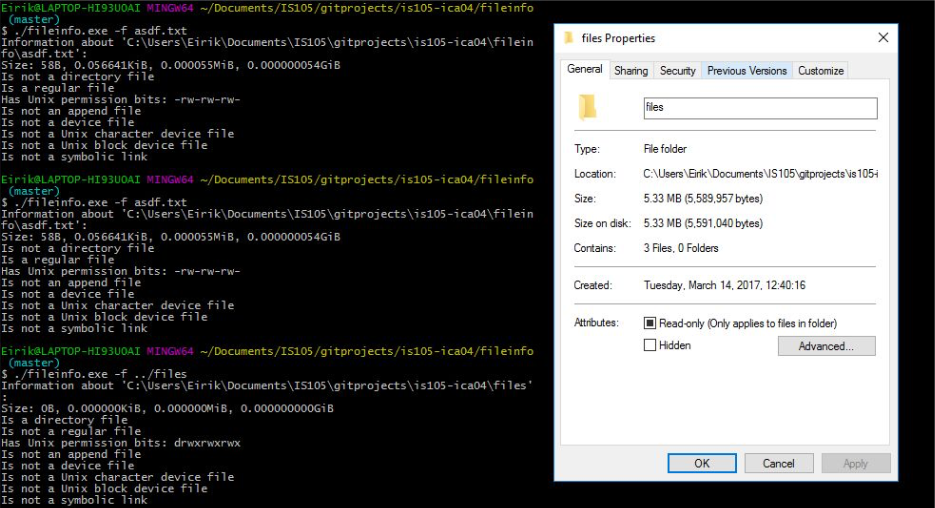 Eirik@LAPTOP-HI93UOAI MINGW64 ~/Documents/IS105/gitprojects/is105-ica04/fileinfo
(master)
$ ./fileinfo.exe -f asdf.txt
Information about 'C:\Users\Eirik\Documents\IS105\gitprojects\is105-ica04\filein
fo\asdf.txt':
Size: 58B, 0.056641KiB, 0.000055MiB, 0.000000054GiB
Is not a directory file
Is a regular file
Has Unix permission bits: -rw-rw-rw-
Is not an append file
Is not a device file
Is not a Unix character device file
Is not a Unix block device file
Is not a symbolic link
Eirik@LAPTOP-HI93UOAI MINGW64 ~/Documents/IS105/gitprojects/is105-ica04/fileinfo
(master)
$ ./fileinfo.exe -f asdf.txt
Information about 'C:\Users\Eirik\Documents\IS105\gitprojects\is105-ica04\filein
fo\asdf.txt':
Size: 58B, 0.056641KiB, 0.000055MiB, 0.000000054GiB
Is not a directory file
Is a regular file
Has Unix permission bits: -rw-rw-rw-
Is not an append file
Is not a device file
Is not a Unix character device file
Is not a Unix block device file
Is not a symbolic link
Eirik@LAPTOP-HI93UOAI MINGW64 ~/Documents/IS105/gitprojects/is105-ica04/fileinfo
(master)
$ ./fileinfo.exe -f ../files
Information about 'C:\Users\Eirik\Documents\IS105\gitprojects\is105-ica04\files'
:
Size: 0B, 0.000000KiB, 0.000000MiB, 0.000000000GiB
Is a directory file
Is not a regular file
Has Unix permission bits: drwxrwxrwx
Is not an append file
Is not a device file
Is not a Unix character device file
Is not a Unix block device file
Is not a symbolic link
files Properties
General Sharing Security Previous Versions Customize
files
Type: File folder
Location: C:\Users\Eirik\Documents\IS105\gitprojects\is105-i
Size: 5.33 MB (5,589,957 bytes)
Size on disk: 5.33 MB (5,591,040 bytes)
Contains: 3 Files, 0 Folders
Created: Tuesday, March 14, 2017, 12:40:16
Attributes: Read-only (Only applies to files in folder)
Hidden Advanced...
OK Cancel Apply